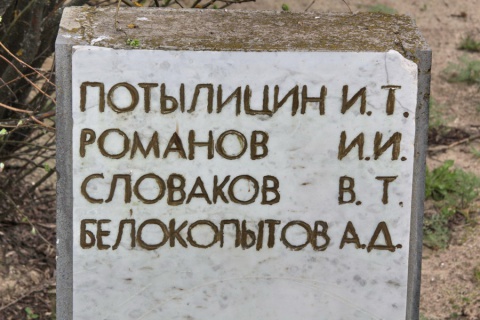 ПОТЫЛИЦИН И. Т.
РОМАНОВ И.И.
СЛОВАКОВ В. Т.
БЕЛОКОПЫТОВ А.Д.